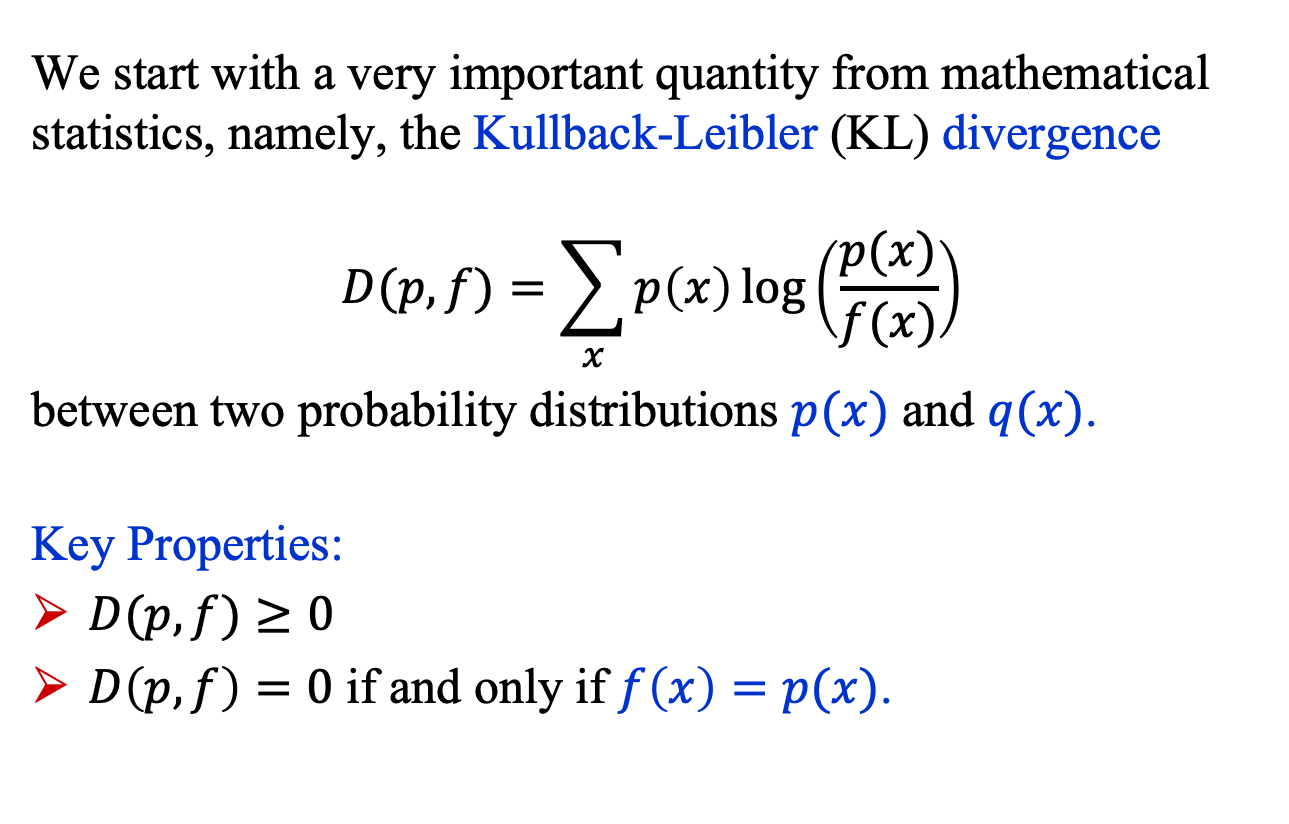 We start with a very important quantity from mathematical
statistics, namely, the Kullback-Leibler (KL) divergence
D(p, f) = ∑_x p(x) log(p(x)/f(x))
between two probability distributions p(x) and q(x).
Key Properties:
➢ D(p, f) ≥ 0
➢ D(p, f) = 0 if and only if f(x) = p(x).